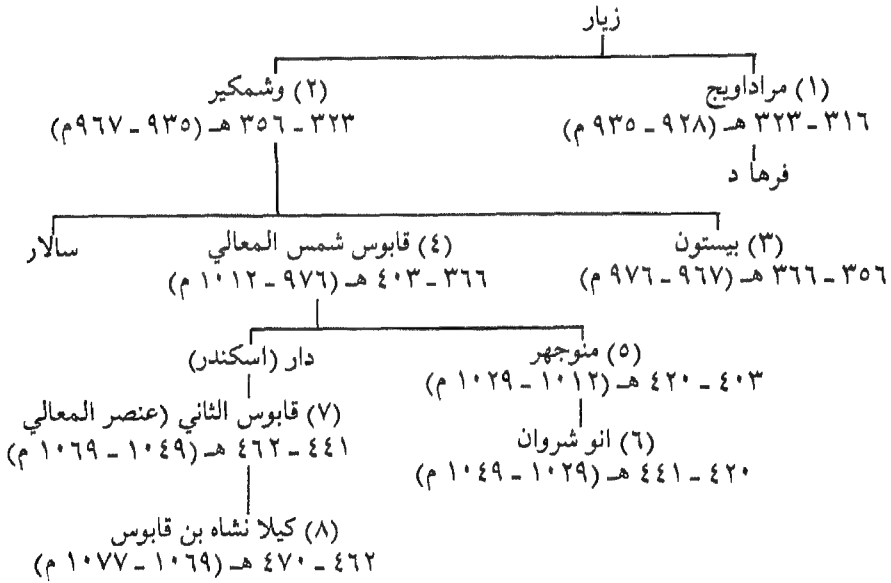 زيار
(١) مراداويج
٣١٦ - ٣٢٣ هـ (٩٢٨ - ٩٣٥ م)
(٢) وشمكير
٣٢٣ - ٣٥٦ هـ (٩٣٥ - ٩٦٧م)
فرها د
(٣) بيستون
٣٥٦ - ٣٦٦ هـ (٩٦٧ - ٩٧٦ م)
(٤) قابوس شمس المعالي
٣٦٦ - ٤٠٣ هـ (٩٧٦ - ١٠١٢ م)
سالار
(٥) منوجهر
٤٠٣ - ٤٢٠ هـ (١٠١٢ - ١٠٢٩ م)
دار (اسكندر)
(٦) انو شروان
٤٢٠ - ٤٤١ هـ (١٠٢٩ - ١٠٤٩ م)
(٧) قابوس الثاني (عنصر المعالي
٤٤١ - ٤٦٢ هـ (١٠٤٩ - ١٠٦٩ م)
(٨) كيلا نشاه بن قابوس
٤٦٢ - ٤٧٠ هـ (١٠٦٩ - ١٠٧٧ م)